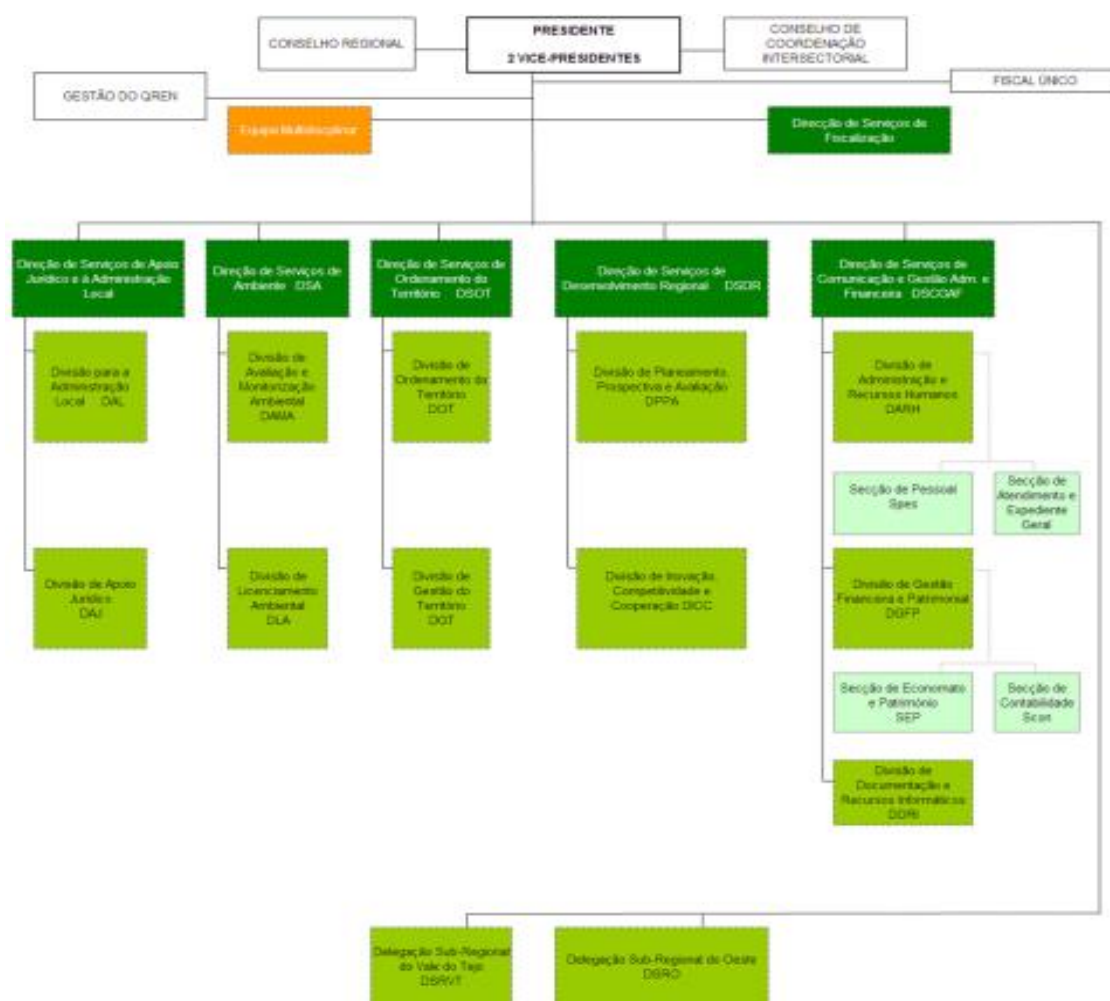 PRESIDENTE
2 VICE-PRESIDENTES
CONSELHO REGIONAL
CONSELHO DE
COORDENAÇÃO
INTERSECTORIAL
GESTÃO DO QREN
FISCAL ÚNICO
Equipa Multidisciplinar
Direcção de Serviços de
Fiscalização
Direção de Serviços de Apoio
Jurídico e à Administração
Local
Direção de Serviços de
Ambiente DSA
Direção de Serviços de
Ordenamento do
Território DSOT
Direção de Serviços de
Desenvolvimento Regional DSDR
Direção de Serviços de
Comunicação e Gestão Adm. e
Financeira DSCGAF
Divisão para a
Administração
Local DAL
Divisão de
Avaliação e
Monitorização
Ambiental
DAMA
Divisão de
Ordenamento do
Território
DOT
Divisão de Planeamento,
Prospectiva e Avaliação
DPPA
Divisão de
Administração e
Recursos Humanos
DARH
Secção de Pessoal
Spes
Secção de
Atendimento e
Expediente
Geral
Divisão de Apoio
Jurídico
DAJ
Divisão de
Licenciamento
Ambiental
DLA
Divisão de
Gestão do
Território
DGT
Divisão de Inovação,
Competitividade e
Cooperação DICC
Divisão de Gestão
Financeira e Patrimonial
DGFP
Secção de Economato
e Património
SEP
Secção de
Contabilidade
Scon
Divisão de
Documentação e
Recursos Informáticos
DDRI
Delegação Sub-Regional
do Vale do Tejo
DSRVT
Delegação Sub-Regional do Oeste
DSRO